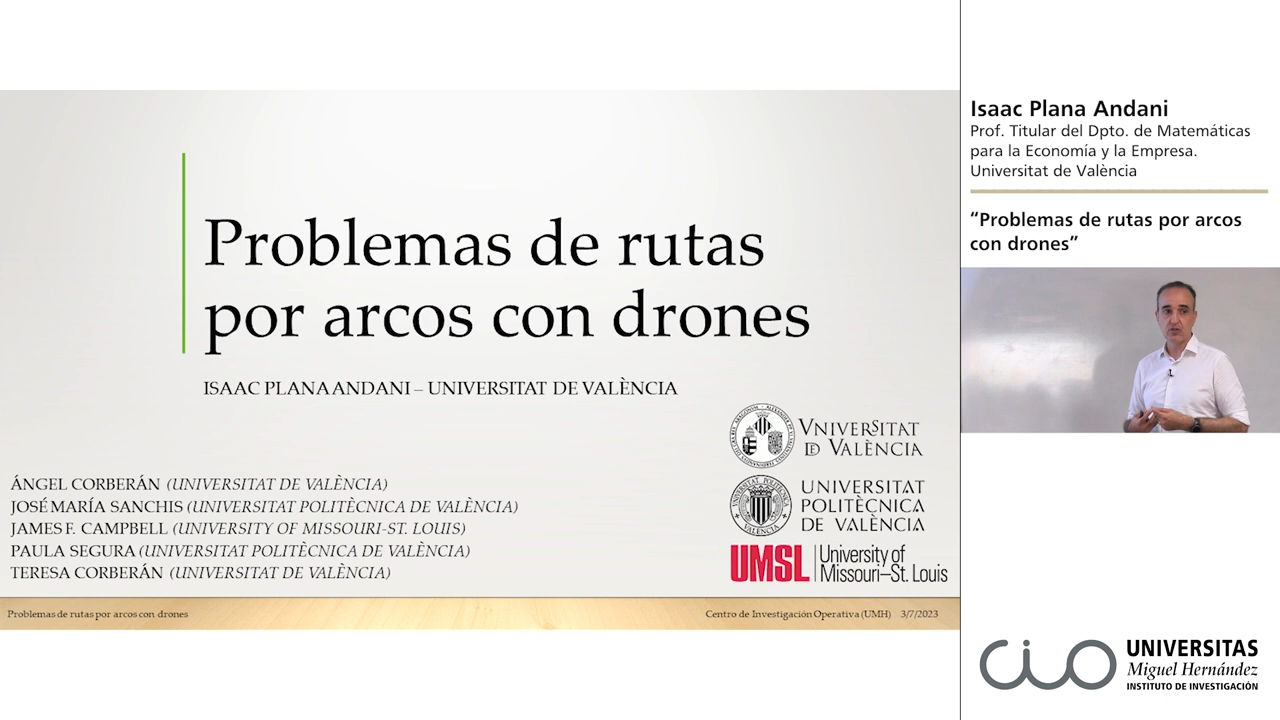 Problemas de rutas
por arcos con drones
ISAAC PLANA ANDANI – UNIVERSITAT DE VALÈNCIA
VNIVERSITAT
DE VALÈNCIA
UNIVERSITAT
POLITÈCNICA
DE VALÈNCIA
UMSL University of
Missouri–St. Louis
ÁNGEL CORBERÁN (UNIVERSITAT DE VALÈNCIA)
JOSÉ MARÍA SANCHIS (UNIVERSITAT POLITÈCNICA DE VALÈNCIA)
JAMES F. CAMPBELL (UNIVERSITY OF MISSOURI-ST. LOUIS)
PAULA SEGURA (UNIVERSITAT POLITÈCNICA DE VALÈNCIA)
TERESA CORBERÁN (UNIVERSITAT DE VALÈNCIA)
Problemas de rutas por arcos con drones
Centro de Investigación Operativa (UMH) 3/7/2023
Isaac Plana Andani
Prof. Titular del Dpto. de Matemáticas
para la Economía y la Empresa.
Universitat de València
“Problemas de rutas por arcos
con drones”
cio
UNIVERSITAS
Miguel Hernández
INSTITUTO DE INVESTIGACIÓN